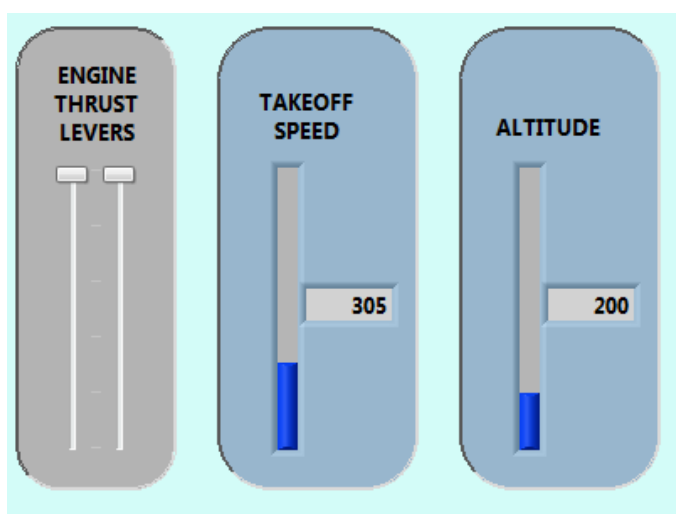 ENGINE
THRUST
LEVERS
TAKEOFF
SPEED
305
ALTITUDE
200